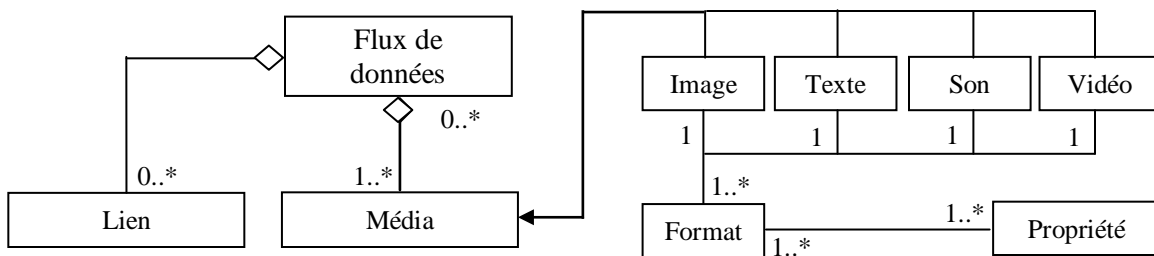 Flux de
données
0..*
Image
Texte
Son
Vidéo
1
1
1
1
0..*
1..*
1..*
Lien
Média
Format
1..*
1..*
Propriété